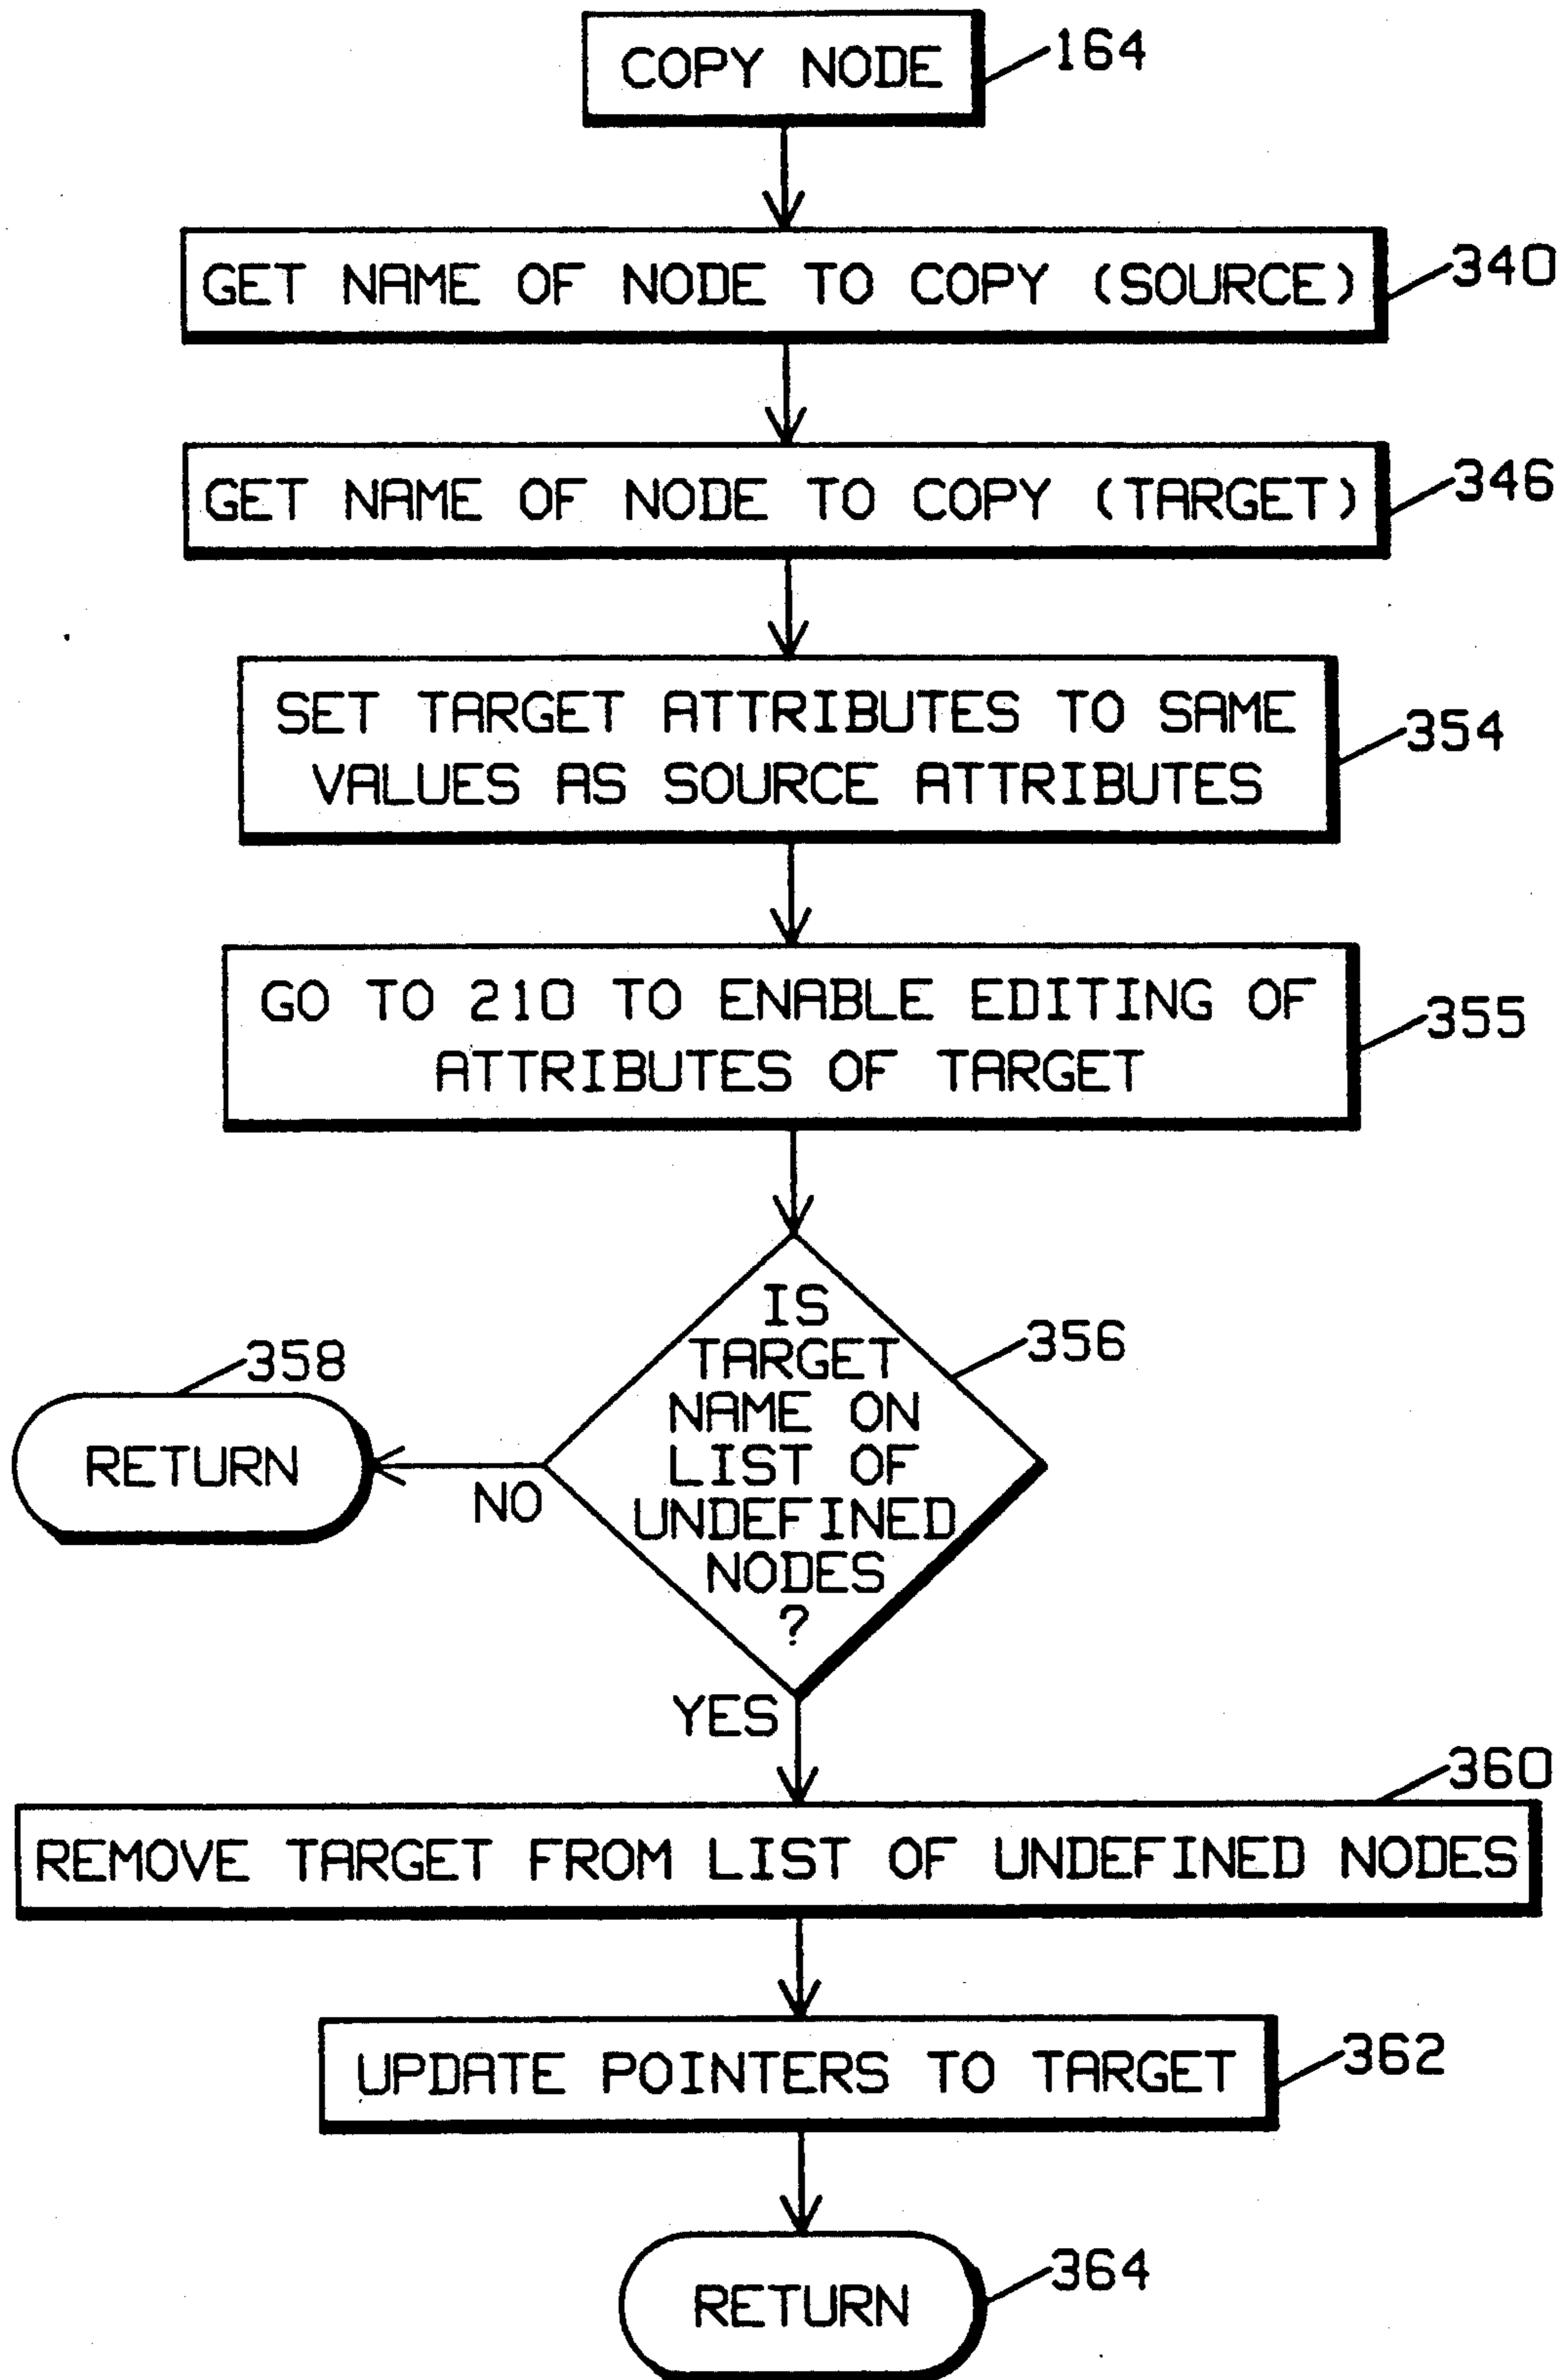 COPY NODE
164
GET NAME OF NODE TO COPY (SOURCE)
340
GET NAME OF NODE TO COPY (TARGET)
346
SET TARGET ATTRIBUTES TO SAME
VALUES AS SOURCE ATTRIBUTES
354
GO TO 210 TO ENABLE EDITING OF
ATTRIBUTES OF TARGET
355
IS
TARGET
NAME ON
LIST OF
UNDEFINED
NODES
?
356
358
RETURN
NO
YES
360
REMOVE TARGET FROM LIST OF UNDEFINED NODES
UPDATE POINTERS TO TARGET
362
RETURN
364